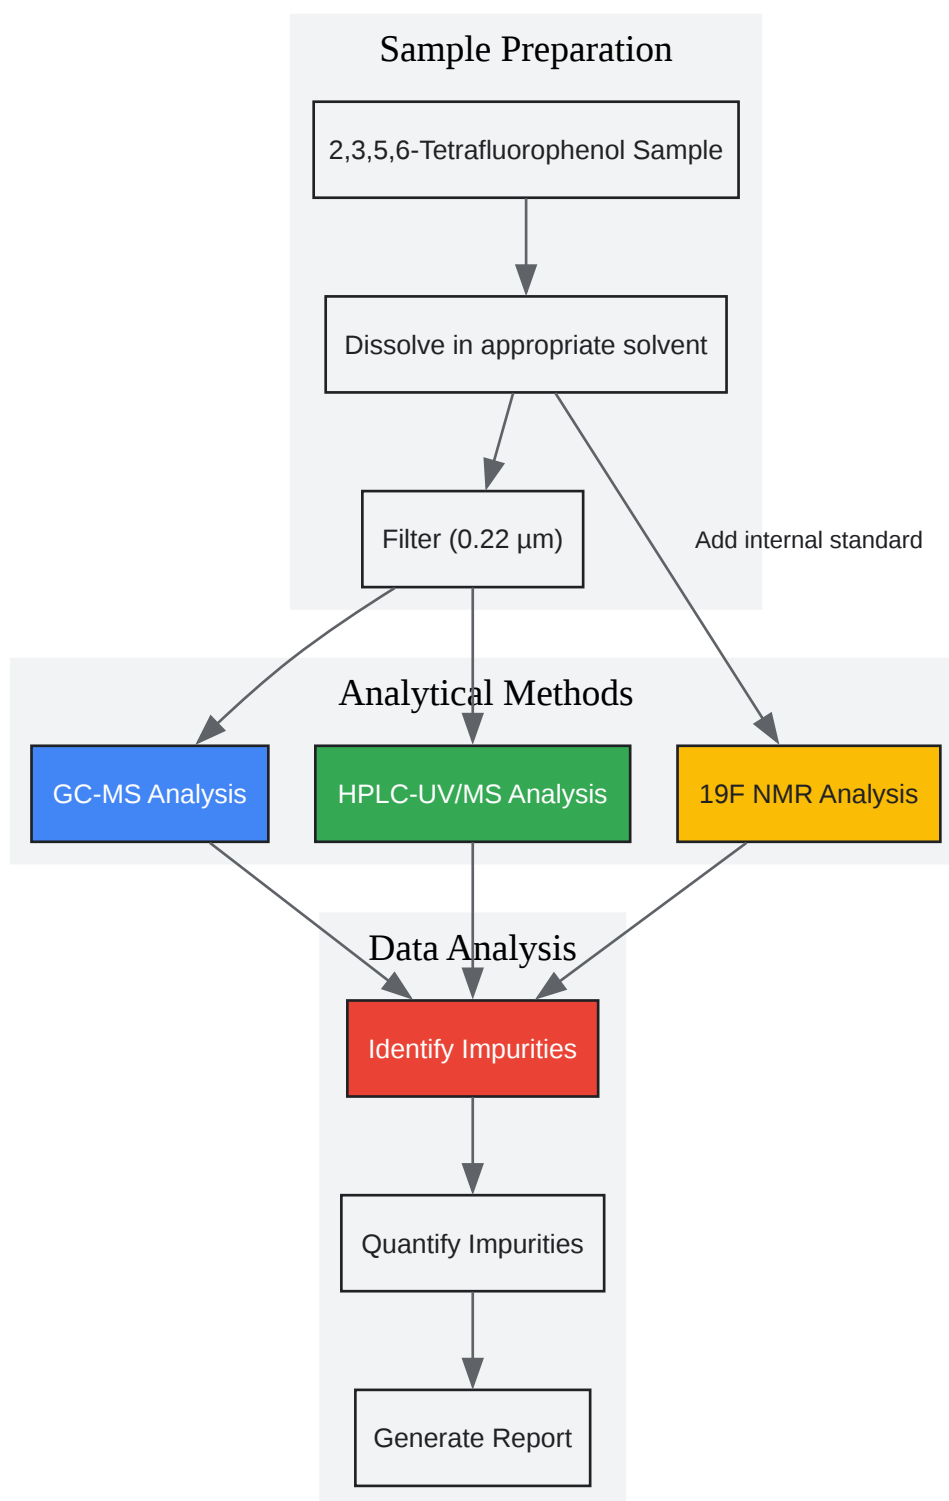 Sample Preparation
2,3,5,6-Tetrafluorophenol Sample
Dissolve in appropriate solvent
Filter (0.22 µm)
Add internal standard
Analytical Methods
GC-MS Analysis
HPLC-UV/MS Analysis
19F NMR Analysis
Data Analysis
Identify Impurities
Quantify Impurities
Generate Report